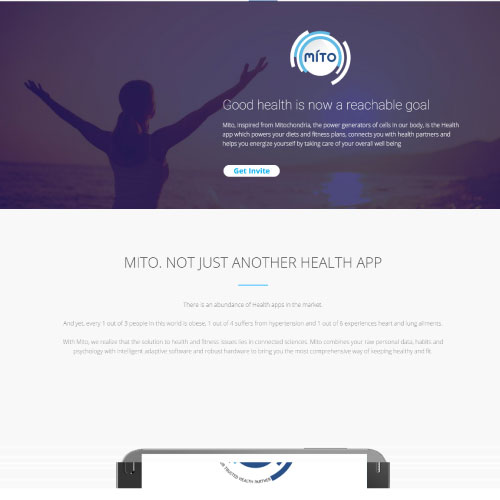 MİTO
Good health is now a reachable goal
Mito, inspired from Mitochondria, the power generators of cells in our body, is the Health
app which powers your diets and fitness plans, connects you with health partners and
helps you energize yourself by taking care of your overall well being
Get Invite
MITO. NOT JUST ANOTHER HEALTH APP
There is an abundance of Health apps in the market.
And yet, every 1 out of 3 people in this world is obese, 1 out of 4 suffers from hypertension and 1 out of 6 experiences heart and lung ailments.
With Mito, we realize that the solution to health and fitness issues lies in connected sciences. Mito combines your raw personal data, habits and
psychology with intelligent adaptive software and robust hardware to bring you the most comprehensive way of keeping healthy and fit
TRUSTED HEALTH PARTNER